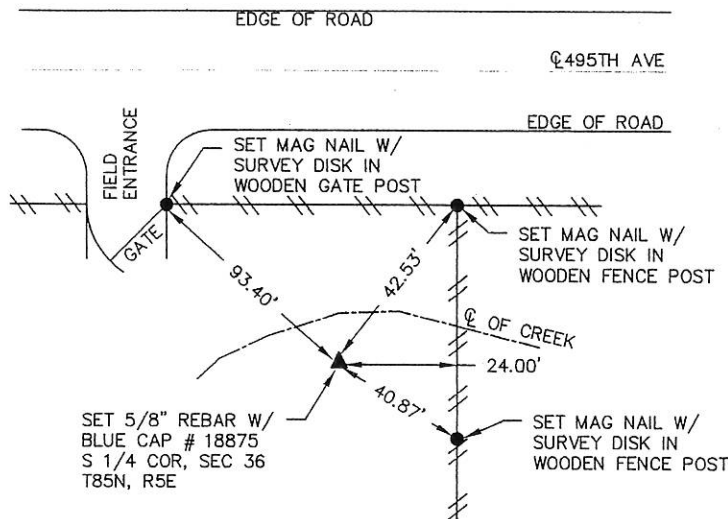 EDGE OF ROAD
℄495TH AVE
EDGE OF ROAD
FIELD
ENTRANCE
SET MAG NAIL W/
SURVEY DISK IN
WOODEN GATE POST
GATE
SET MAG NAIL W/
SURVEY DISK IN
WOODEN FENCE POST
93.40'
42.53'
℄ OF CREEK
24.00'
40.87'
SET 5/8" REBAR W/
BLUE CAP # 18875
S 1/4 COR, SEC 36
T85N, R5E
SET MAG NAIL W/
SURVEY DISK IN
WOODEN FENCE POST